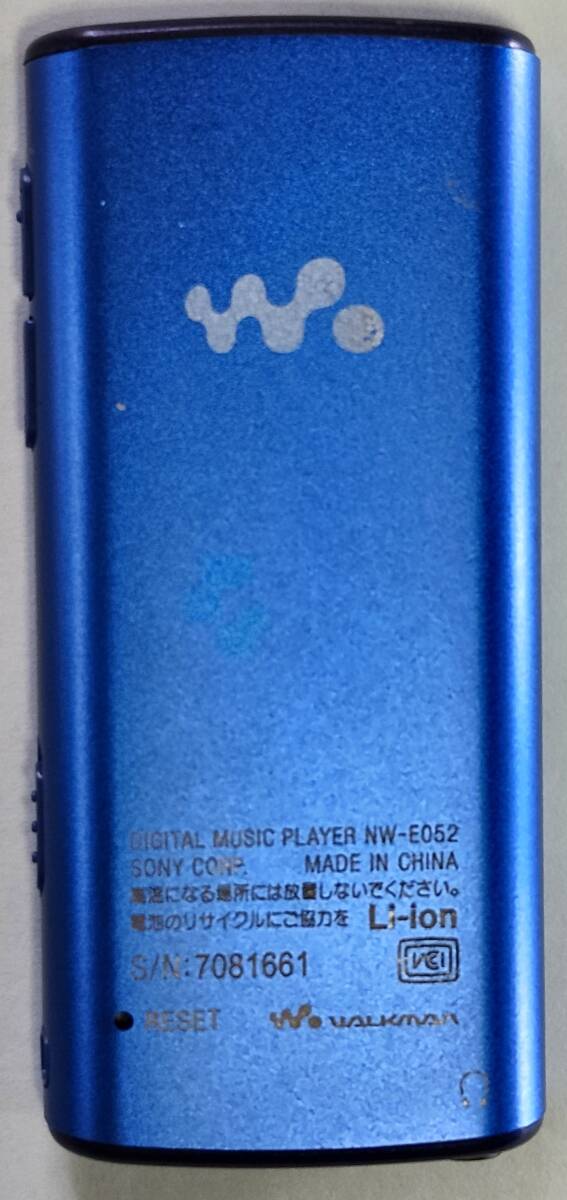 DIGITAL MUSIC PLAYER NW-E052
SONY CORP. MADE IN CHINA
高温になる場所には放置しないでください。
電池のリサイクルにご協力を Li-ion
S/N:7081661
VCI
RESET WALKMAN